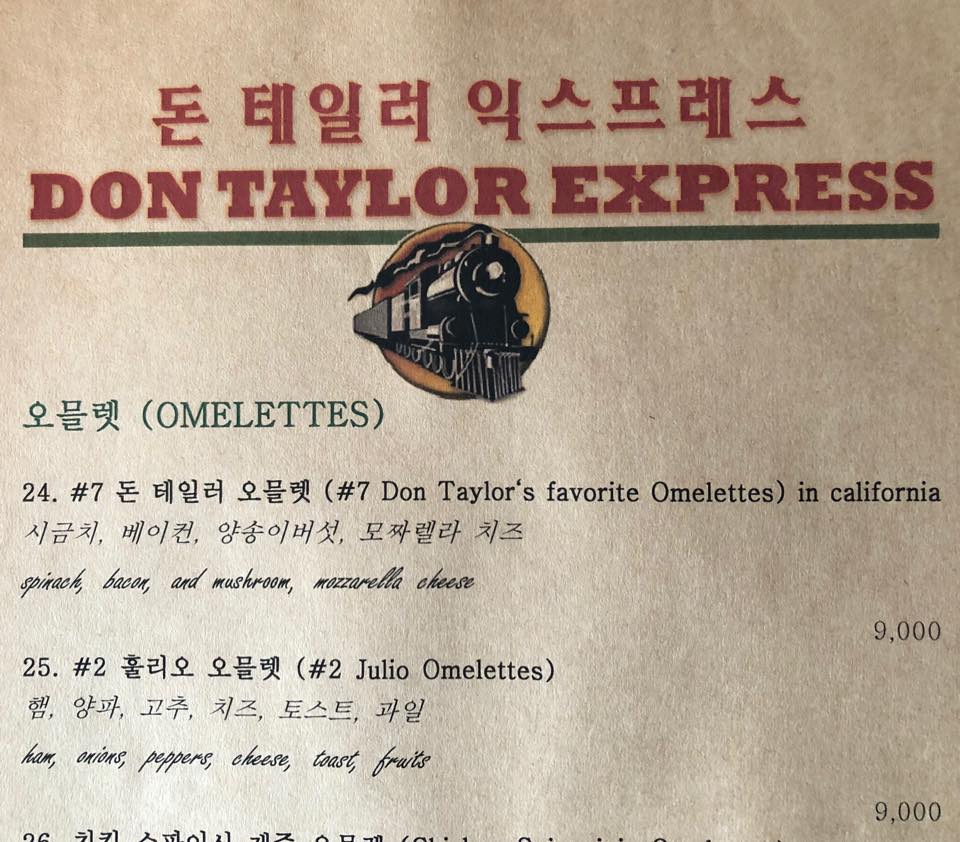 돈 테일러 익스프레스
DON TAYLOR EXPRESS
오믈렛 (OMELETTES)
24. #7 돈 테일러 오믈렛 (#7 Don Taylor‘s favorite Omelettes) in california
시금치, 베이컨, 양송이버섯, 모짜렐라 치즈
spinach, bacon, and mushroom, mozzarella cheese
9,000
25. #2 훌리오 오믈렛 (#2 Julio Omelettes)
햄, 양파, 고추, 치즈, 토스트, 과일
ham, onions, peppers, cheese, toast, fruits
9,000